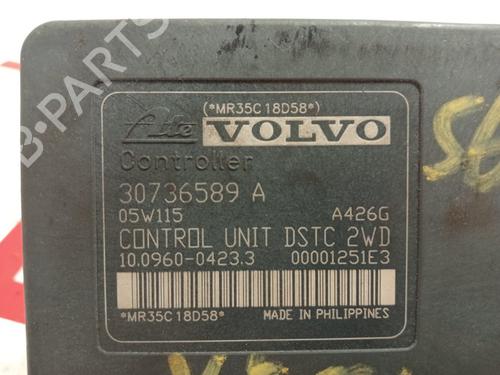 B-PARTS
(*MR35C18D58*)
Ate VOLVO
Controller
30736589 A
05W115 A426G
CONTROL UNIT DSTC 2WD
10.0960-0423.3 00001251E3
*MR35C18D58* MADE IN PHILIPPINES